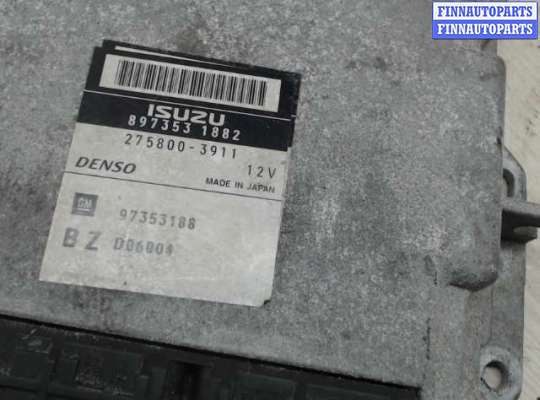 FINNAUTOPARTS
FINNAUTOPARTS
ISUZU
897353 1882
275800-3911
DENSO 12V
MADE IN JAPAN
GM 97353188
BZ D06004